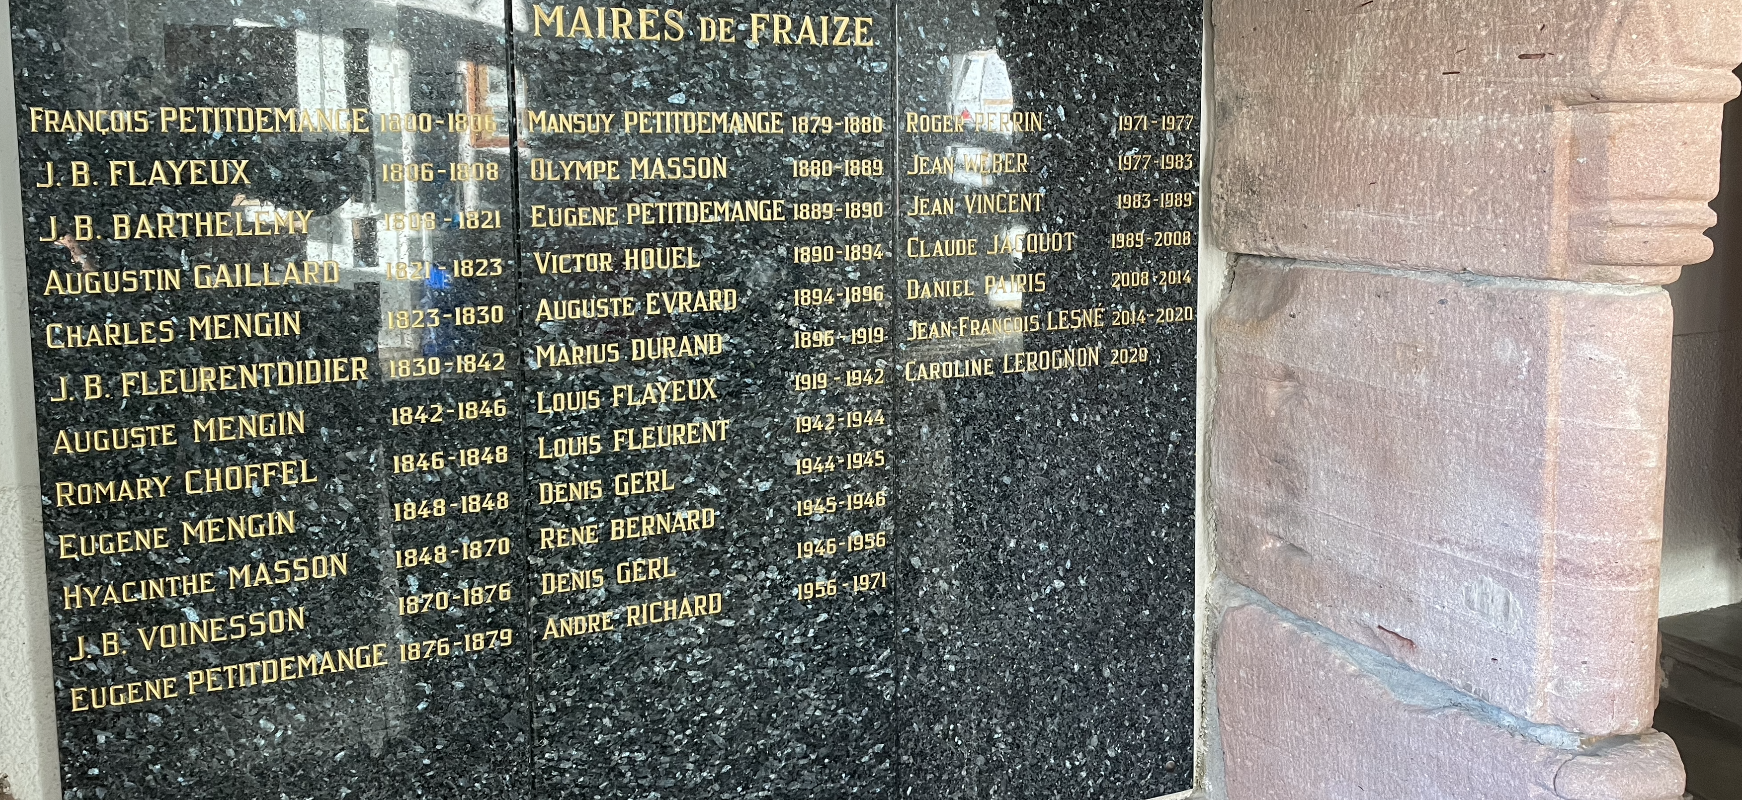 MAIRES DE FRAIZE
FRANÇOIS PETITDEMANGE 1800-1806
J. B. FLAYEUX 1806-1808
J. B. BARTHELEMY 1808-1821
AUGUSTIN GAILLARD 1821-1823
CHARLES MENGIN 1823-1830
J. B. FLEURENTDIDIER 1830-1842
AUGUSTE MENGIN 1842-1846
ROMARY CHOFFEL 1846-1848
EUGENE MENGIN 1848-1848
HYACINTHE MASSON 1848-1870
J. B. VOINESSON 1870-1876
EUGENE PETITDEMANGE 1876-1879
MANSUY PETITDEMANGE 1879-1880
OLYMPE MASSON 1880-1889
EUGENE PETITDEMANGE 1889-1890
VICTOR HOUEL 1890-1894
AUGUSTE EVRARD 1894-1896
MARIUS DURAND 1896-1919
LOUIS FLAYEUX 1919-1942
LOUIS FLEURENT 1942-1944
DENIS GERL 1944-1945
RENE BERNARD 1945-1946
DENIS GERL 1946-1956
ANDRE RICHARD 1956-1971
ROGER PERRIN 1971-1977
JEAN WEBER 1977-1983
JEAN VINCENT 1983-1989
CLAUDE JACQUOT 1989-2008
DANIEL PAIRIS 2008-2014
JEAN-FRANÇOIS LESNÉ 2014-2020
CAROLINE LEROGNON 2020